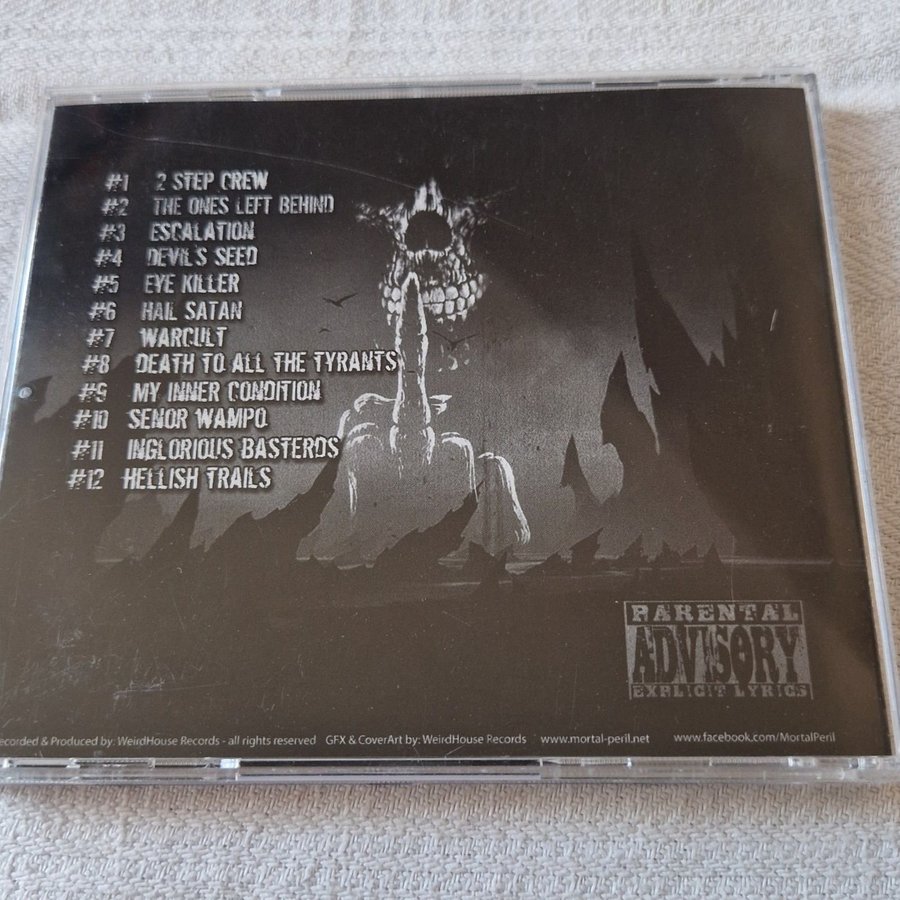 #1 2 STEP CREW
#2 THE ONES LEFT BEHIND
#3 ESCALATION
#4 DEVIL'S SEED
#5 EYE KILLER
#6 HAIL SATAN
#7 WARCULT
#8 DEATH TO ALL THE TYRANTS
#9 MY INNER CONDITION
#10 SENOR WAMPO
#11 INGLORIOUS BASTERDS
#12 HELLISH TRAILS
PARENTAL
ADVISORY
EXPLICIT LYRICS
ecorded & Produced by: WeirdHouse Records - all rights reserved GFX & CoverArt by: WeirdHouse Records www.mortal-peril.net www.facebook.com/MortalPeril